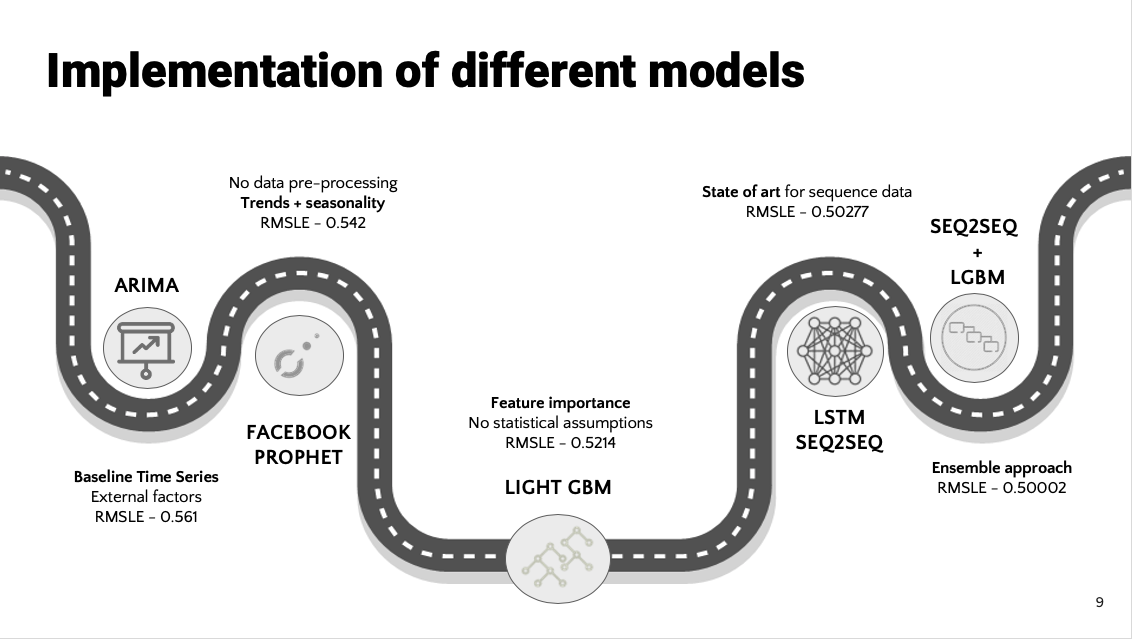 Implementation of different models
ARIMA
Baseline Time Series
External factors
RMSLE – 0.561
No data pre-processing
Trends + seasonality
RMSLE – 0.542
FACEBOOK
PROPHET
Feature importance
No statistical assumptions
RMSLE – 0.5214
LIGHT GBM
State of art for sequence data
RMSLE – 0.50277
LSTM
SEQ2SEQ
SEQ2SEQ
+
LGBM
Ensemble approach
RMSLE – 0.50002
9